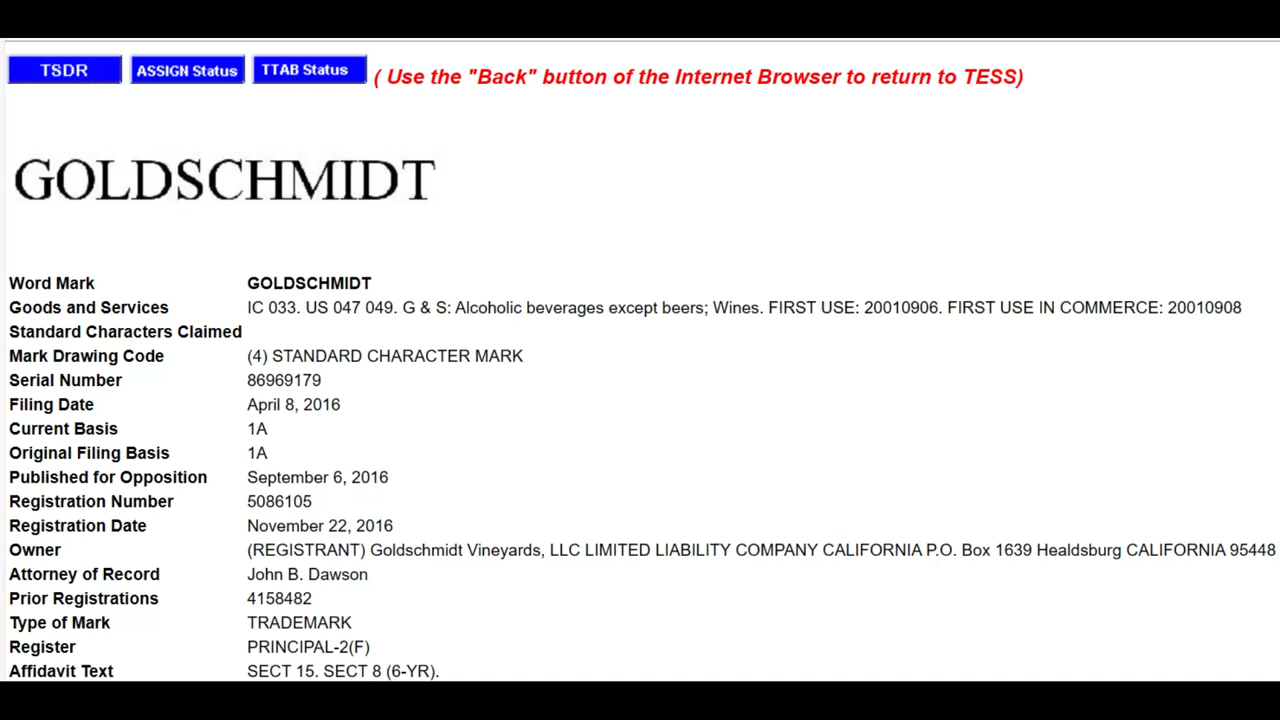 TSDR ASSIGN Status TTAB Status ( Use the "Back" button of the Internet Browser to return to TESS)
GOLDSCHMIDT
Word Mark GOLDSCHMIDT
Goods and Services IC 033. US 047 049. G & S: Alcoholic beverages except beers; Wines. FIRST USE: 20010906. FIRST USE IN COMMERCE: 20010908
Standard Characters Claimed
Mark Drawing Code (4) STANDARD CHARACTER MARK
Serial Number 86969179
Filing Date April 8, 2016
Current Basis 1A
Original Filing Basis 1A
Published for Opposition September 6, 2016
Registration Number 5086105
Registration Date November 22, 2016
Owner (REGISTRANT) Goldschmidt Vineyards, LLC LIMITED LIABILITY COMPANY CALIFORNIA P.O. Box 1639 Healdsburg CALIFORNIA 95448
Attorney of Record John B. Dawson
Prior Registrations 4158482
Type of Mark TRADEMARK
Register PRINCIPAL-2(F)
Affidavit Text SECT 15. SECT 8 (6-YR).